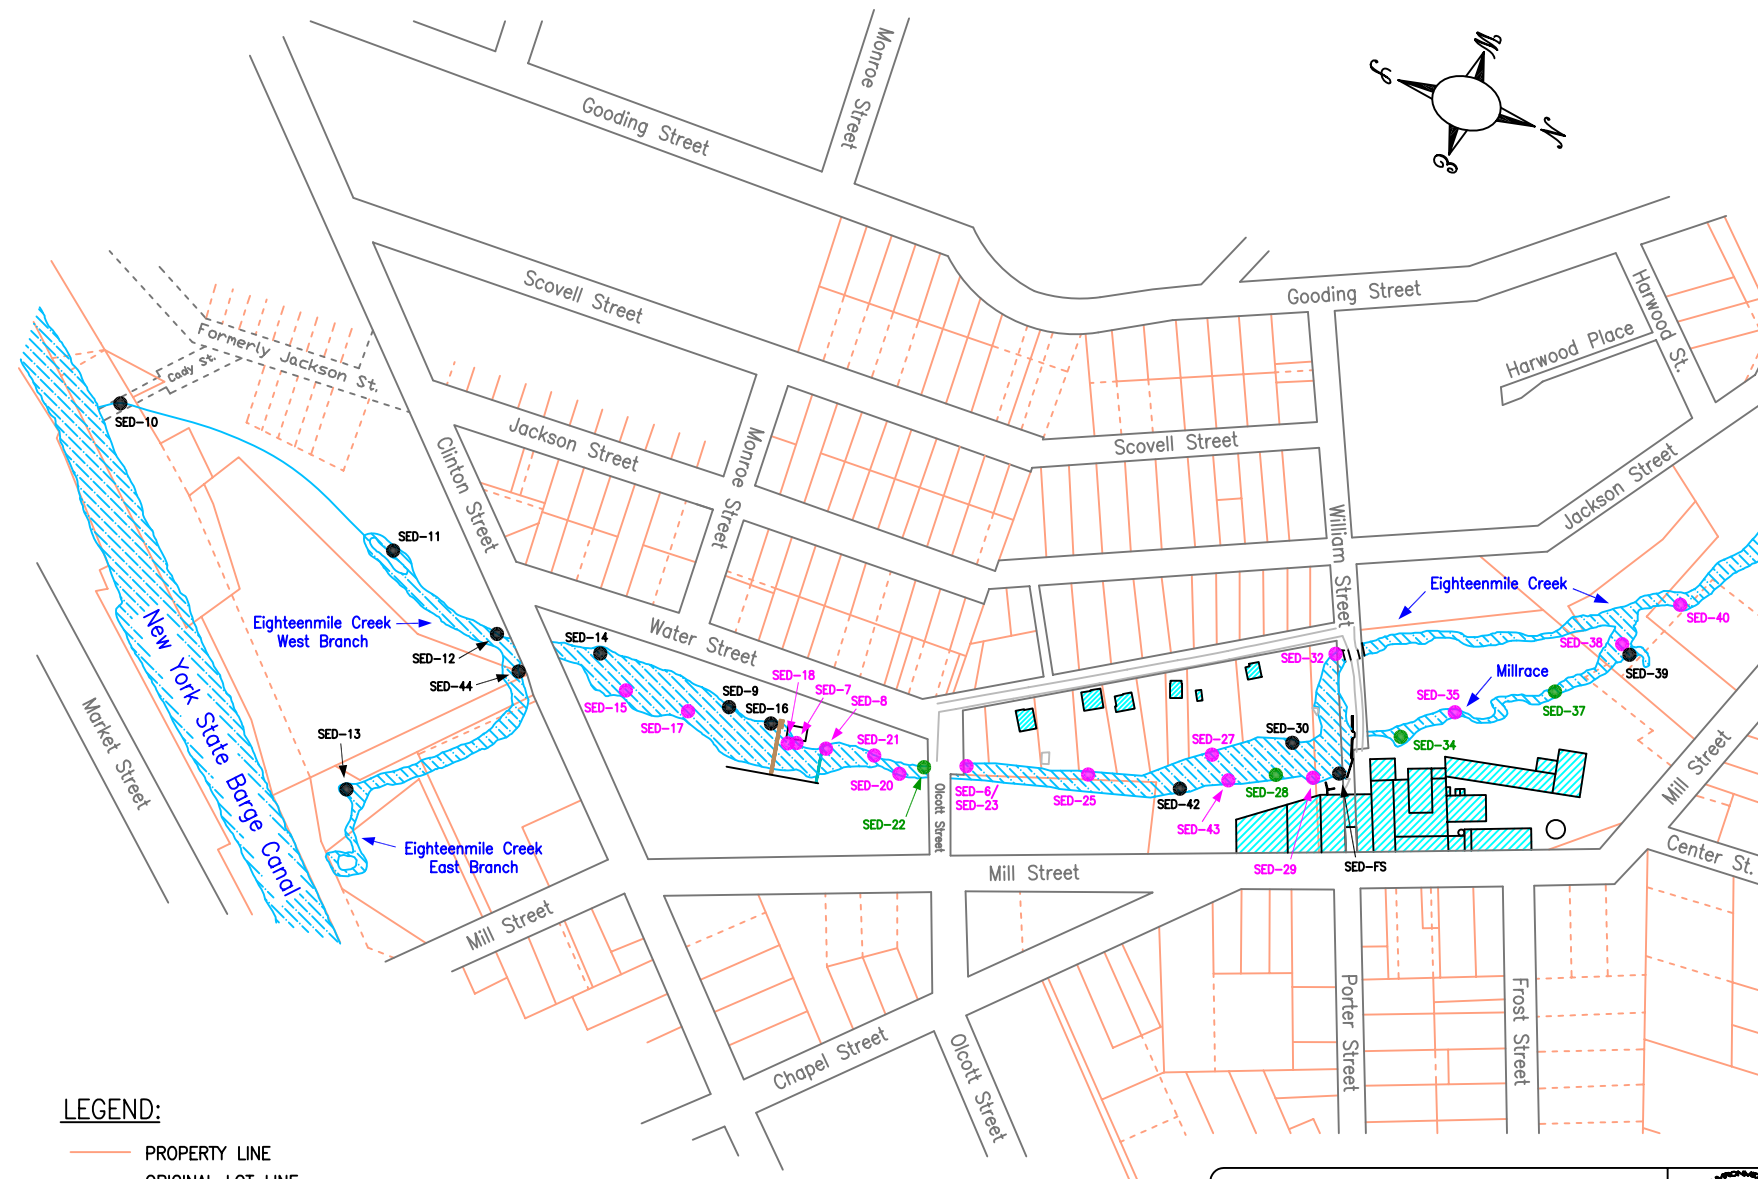 Monroe Street
W
S
N
E
Gooding Street
Scovell Street
Gooding Street
Harwood St.
Harwood Place
Formerly Jackson St.
Cady St.
SED-10
Jackson Street
Monroe Street
Scovell Street
Clinton Street
Jackson Street
William Street
SED-11
Eighteenmile Creek
West Branch
SED-12
SED-44
SED-13
New York State Barge Canal
Market Street
Eighteenmile Creek
East Branch
SED-14
Water Street
SED-15
SED-17
SED-9
SED-16
SED-18
SED-7
SED-8
SED-21
SED-20
SED-22
Olcott Street
SED-6/
SED-23
SED-25
SED-42
SED-27
SED-43
SED-28
SED-30
SED-32
SED-29
SED-FS
Eighteenmile Creek
SED-40
SED-38
SED-39
Millrace
SED-35
SED-37
SED-34
Mill Street
Center St.
Mill Street
Mill Street
Chapel Street
Olcott Street
Porter Street
Frost Street
LEGEND:
PROPERTY LINE
ORIGINAL LOT LINE